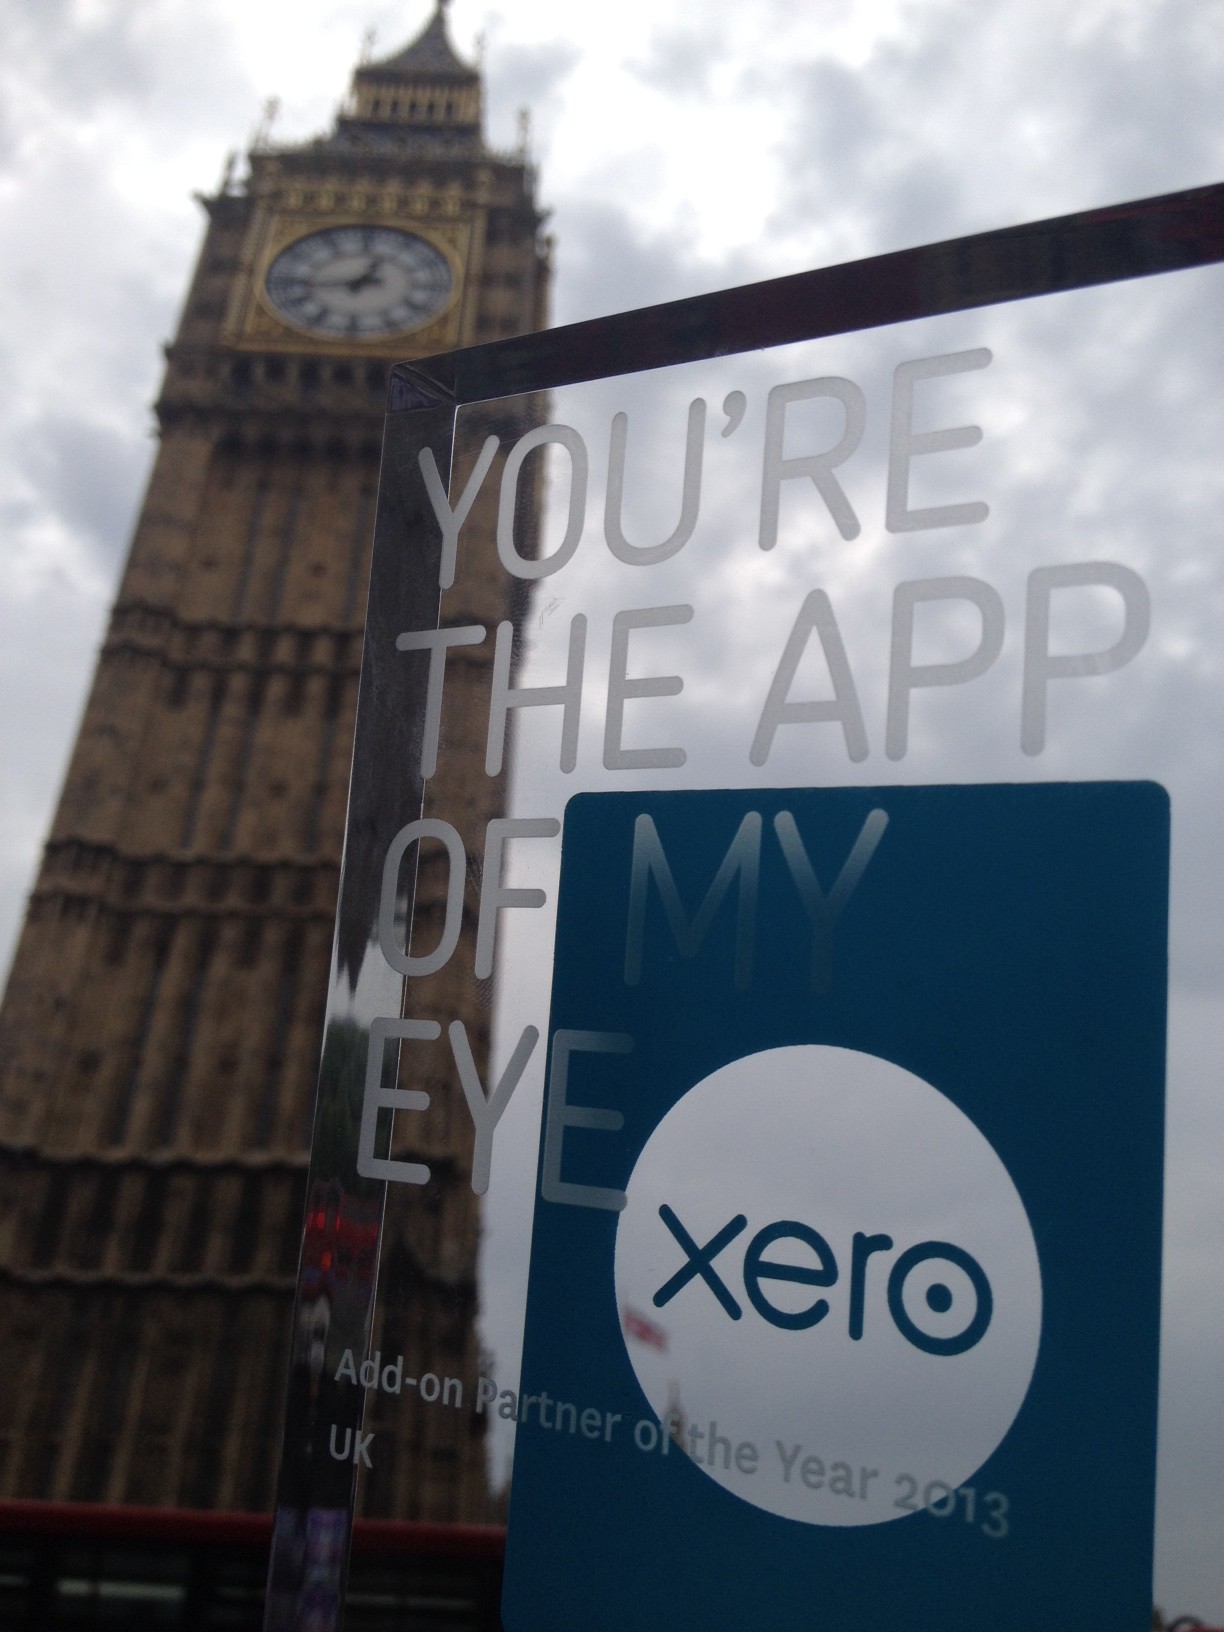 YOU'RE
THE APP
OF MY
EYE
xero
Add-on Partner of the Year 2013
UK